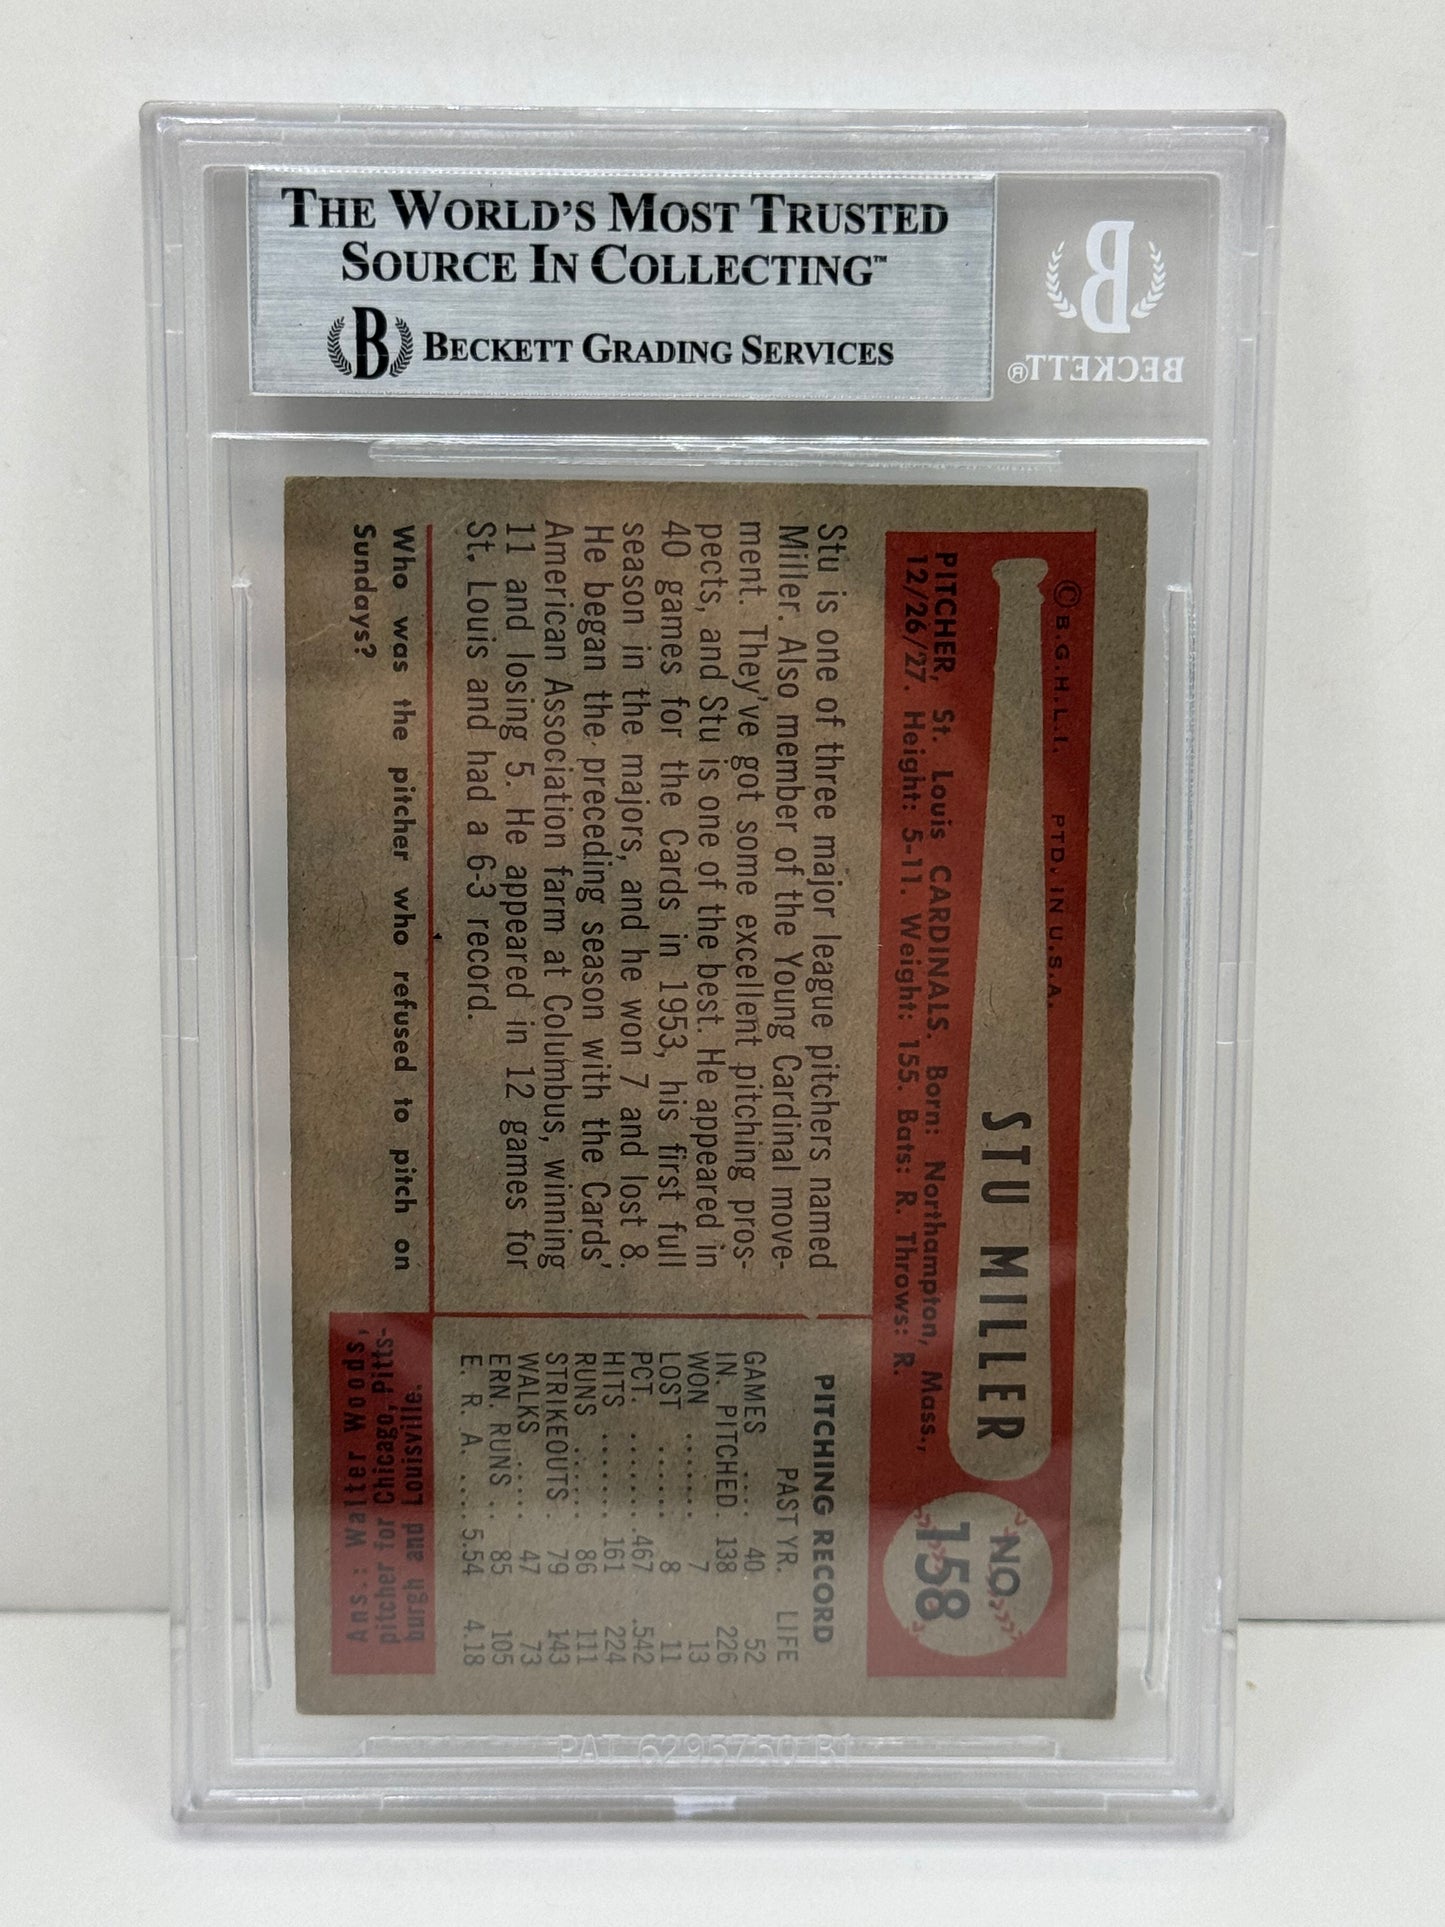 THE WORLD'S MOST TRUSTED
SOURCE IN COLLECTING™
B BECKETT GRADING SERVICES
B
BECKETT®
© B.G.H.L.I. PTD. IN U.S.A.
STU MILLER
NO.
158
PITCHER, St. Louis CARDINALS. Born: Northampton, Mass.,
12/26/27. Height: 5-11. Weight: 155. Bats: R. Throws: R.
Stu is one of three major league pitchers named
Miller. Also member of the Young Cardinal move-
ment. They've got some excellent pitching pros-
pects, and Stu is one of the best. He appeared in
40 games for the Cards in 1953, his first full
season in the majors, and he won 7 and lost 8.
He began the preceding season with the Cards'
American Association farm at Columbus, winning
11 and losing 5. He appeared in 12 games for
St. Louis and had a 6-3 record.
PITCHING RECORD
PAST YR. LIFE
GAMES .... 40 52
IN. PITCHED. 138 226
WON ....... 7 13
LOST ...... 8 11
PCT. ....... .467 .542
HITS ....... 161 224
RUNS ...... 86 111
STRIKEOUTS . 79 143
WALKS ..... 47 73
ERN. RUNS .. 85 105
E. R. A. .... 5.54 4.18
Who was the pitcher who refused to pitch on
Sundays?
Ans.: Walter Woods,
pitcher for Chicago, Pitts-
burgh and Louisville.
PAT 6295750 B1